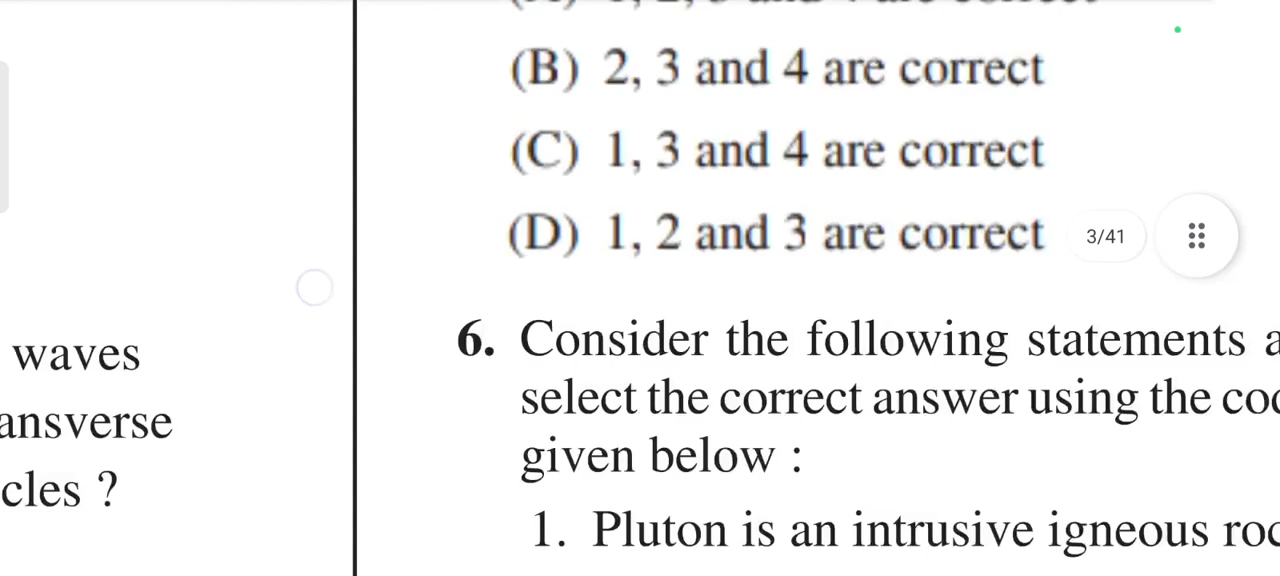 waves
ansverse
cles ?
(B) 2, 3 and 4 are correct
(C) 1, 3 and 4 are correct
(D) 1, 2 and 3 are correct
3/41
6. Consider the following statements
select the correct answer using the
given below :
1. Pluton is an intrusive igneous